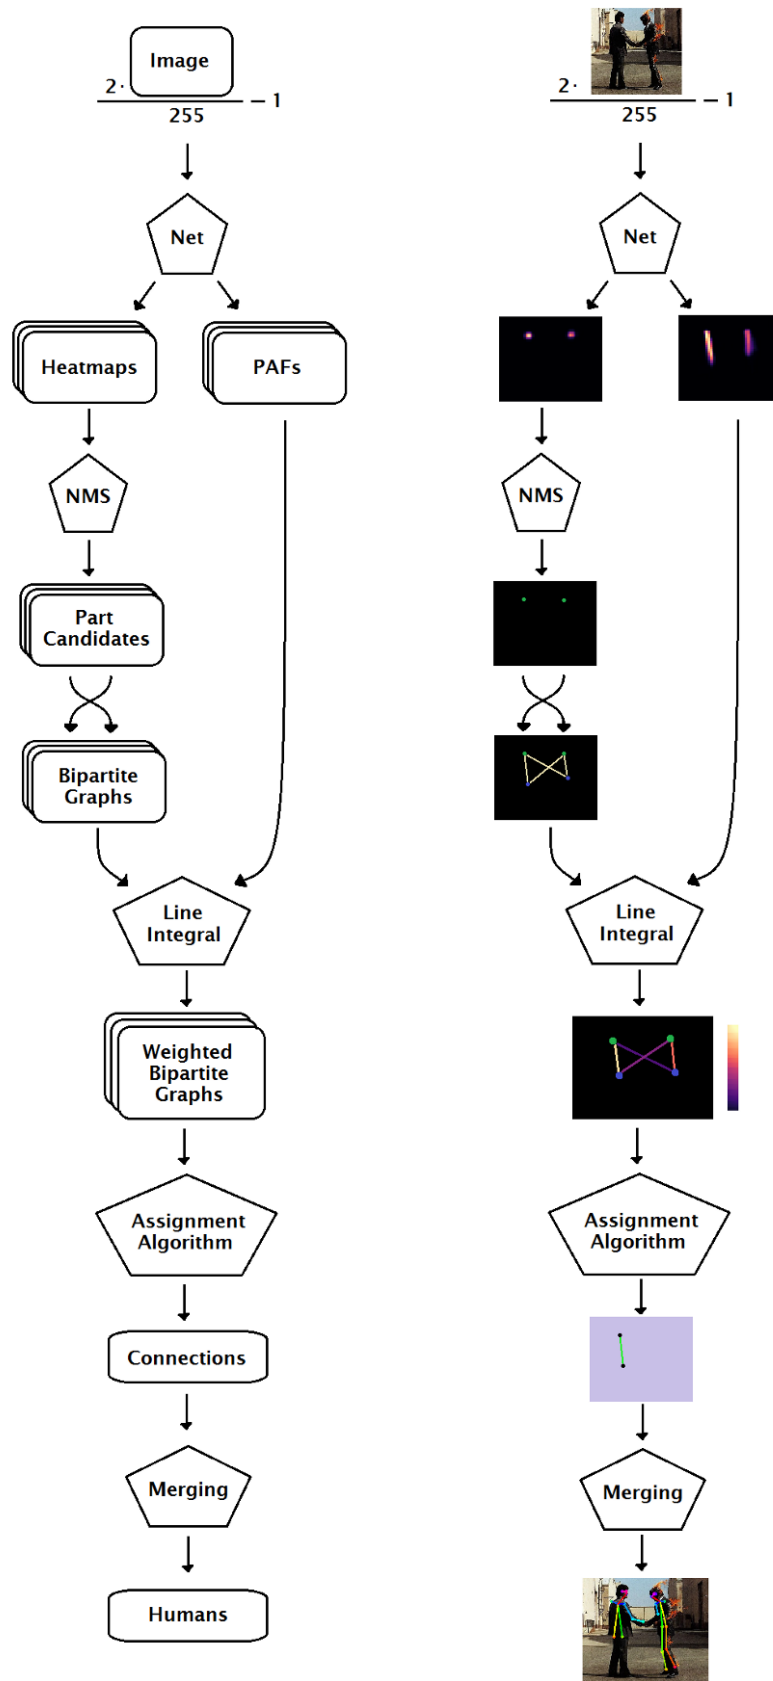 Image
2·
255
− 1
Net
Heatmaps
PAFs
NMS
Part
Candidates
Bipartite
Graphs
Line
Integral
Weighted
Bipartite
Graphs
Assignment
Algorithm
Connections
Merging
Humans
2·
255
− 1
Net
NMS
Line
Integral
Assignment
Algorithm
Merging